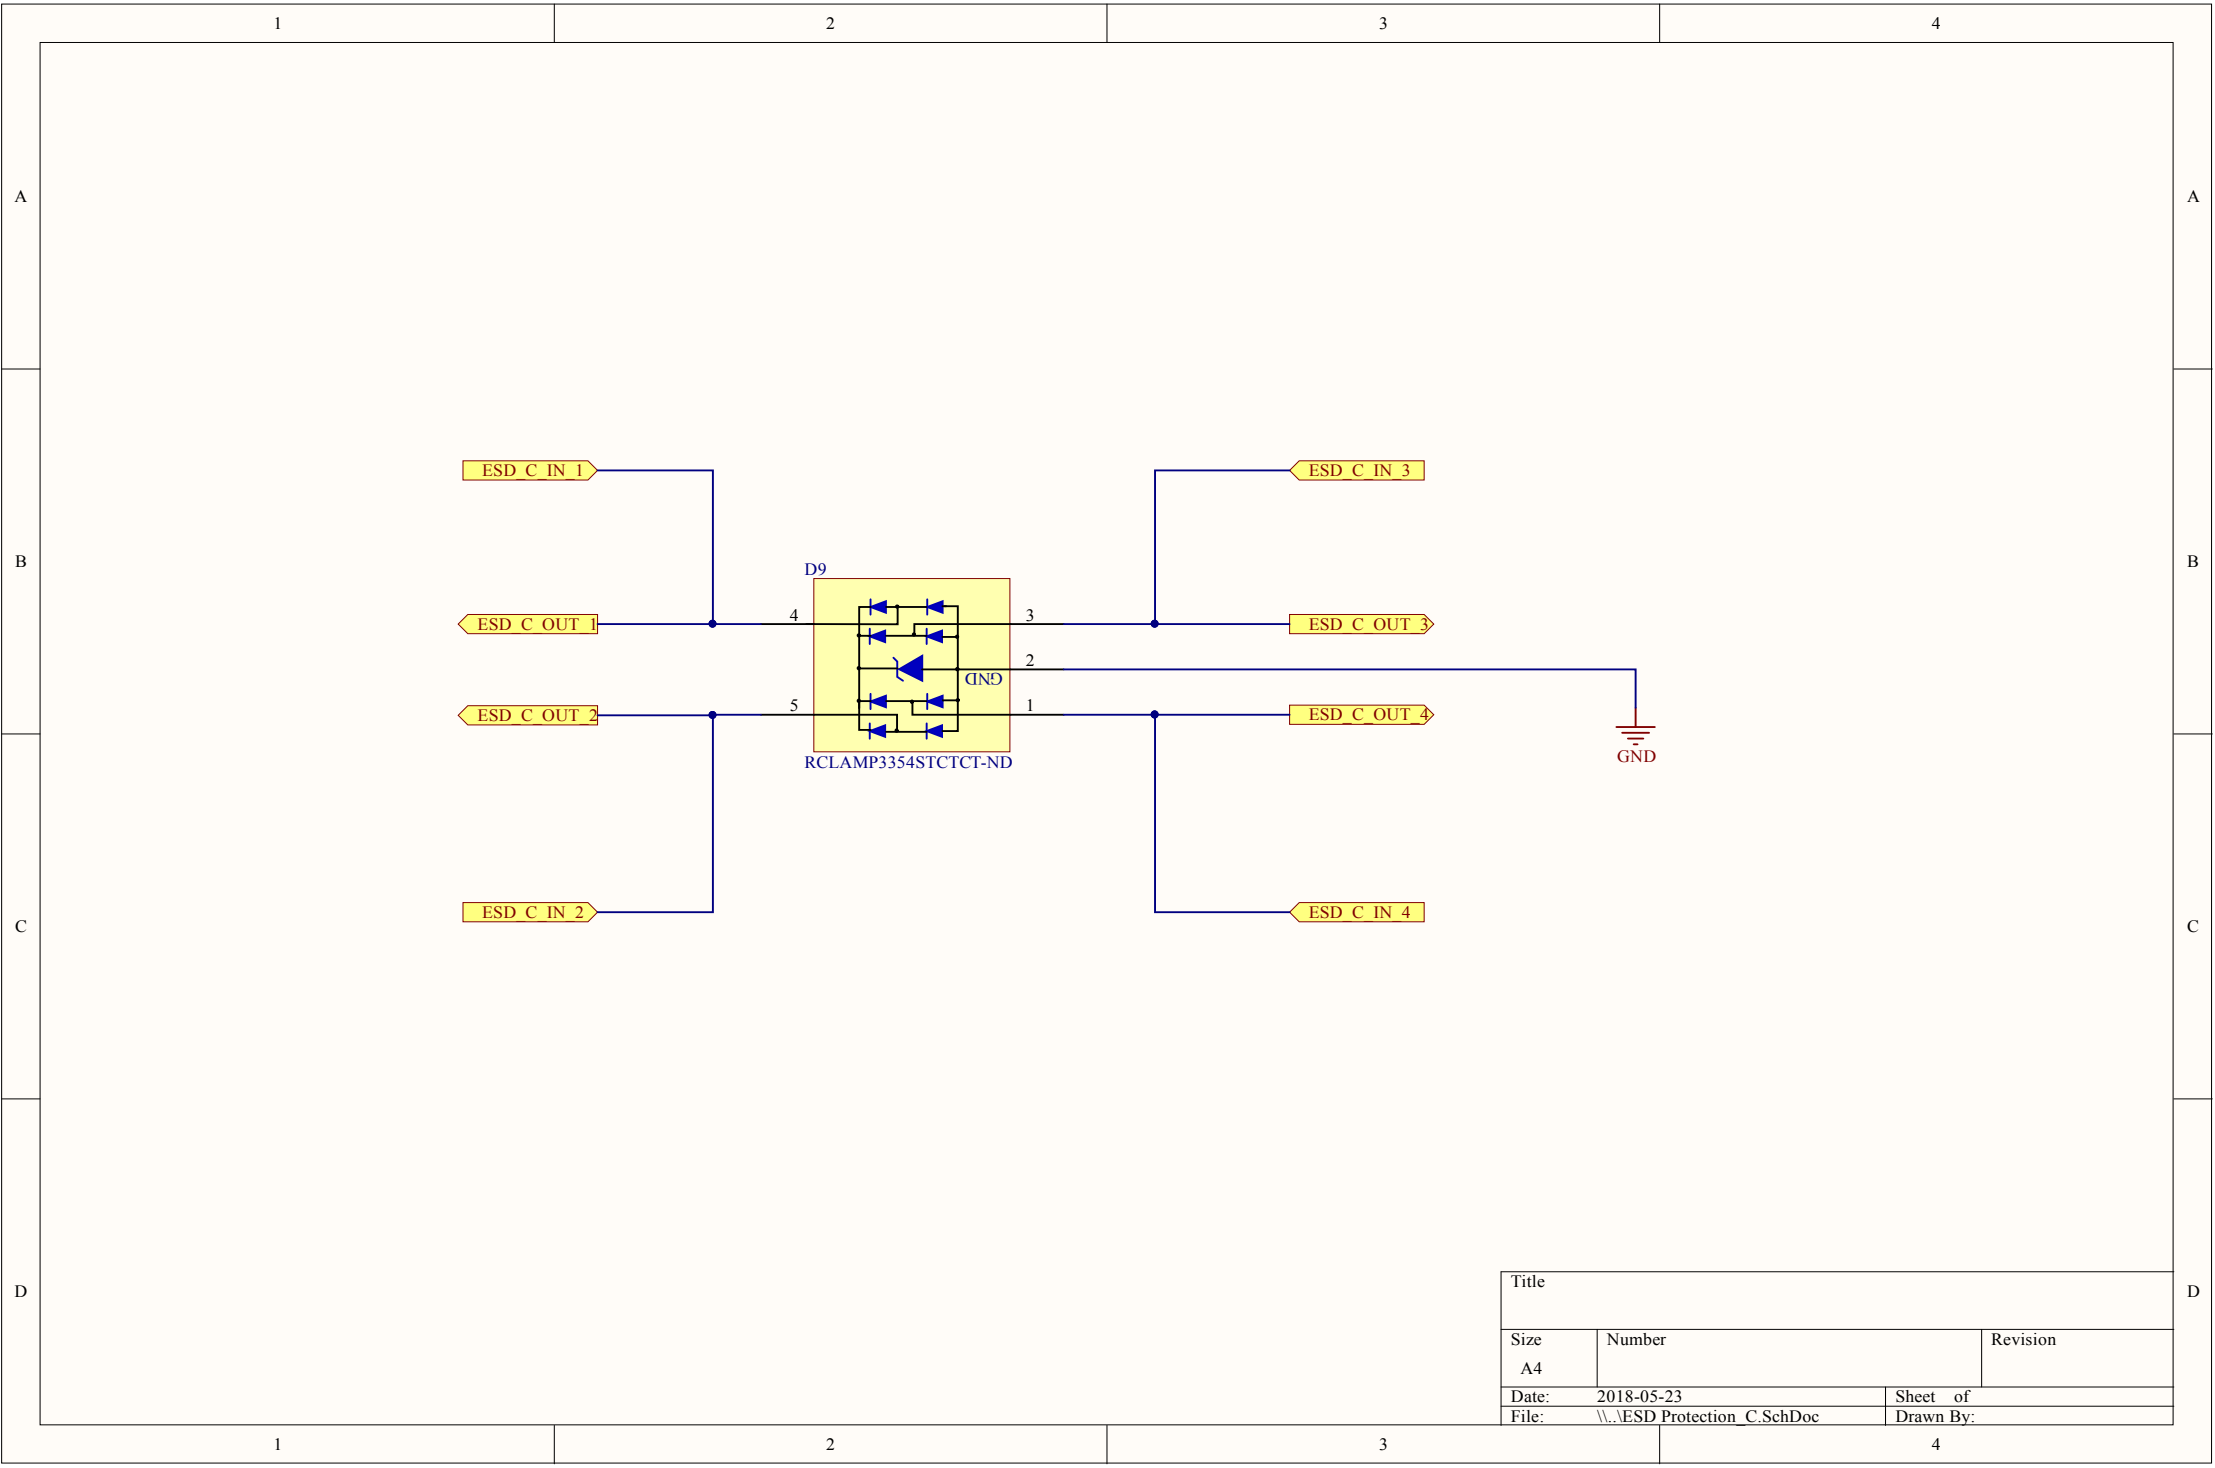 1 2 3 4
A A
ESD_C_IN_1 ESD_C_IN_3
B B
D9
ESD_C_OUT_1 4 3 ESD_C_OUT_3
2
GND
ESD_C_OUT_2 5 1 ESD_C_OUT_4
RCLAMP3354STCTCT-ND GND
ESD_C_IN_2 ESD_C_IN_4
C C
D D
Title
Size Number Revision
A4
Date: 2018-05-23 Sheet of
File: \\..\ESD Protection_C.SchDoc Drawn By:
1 2 3 4